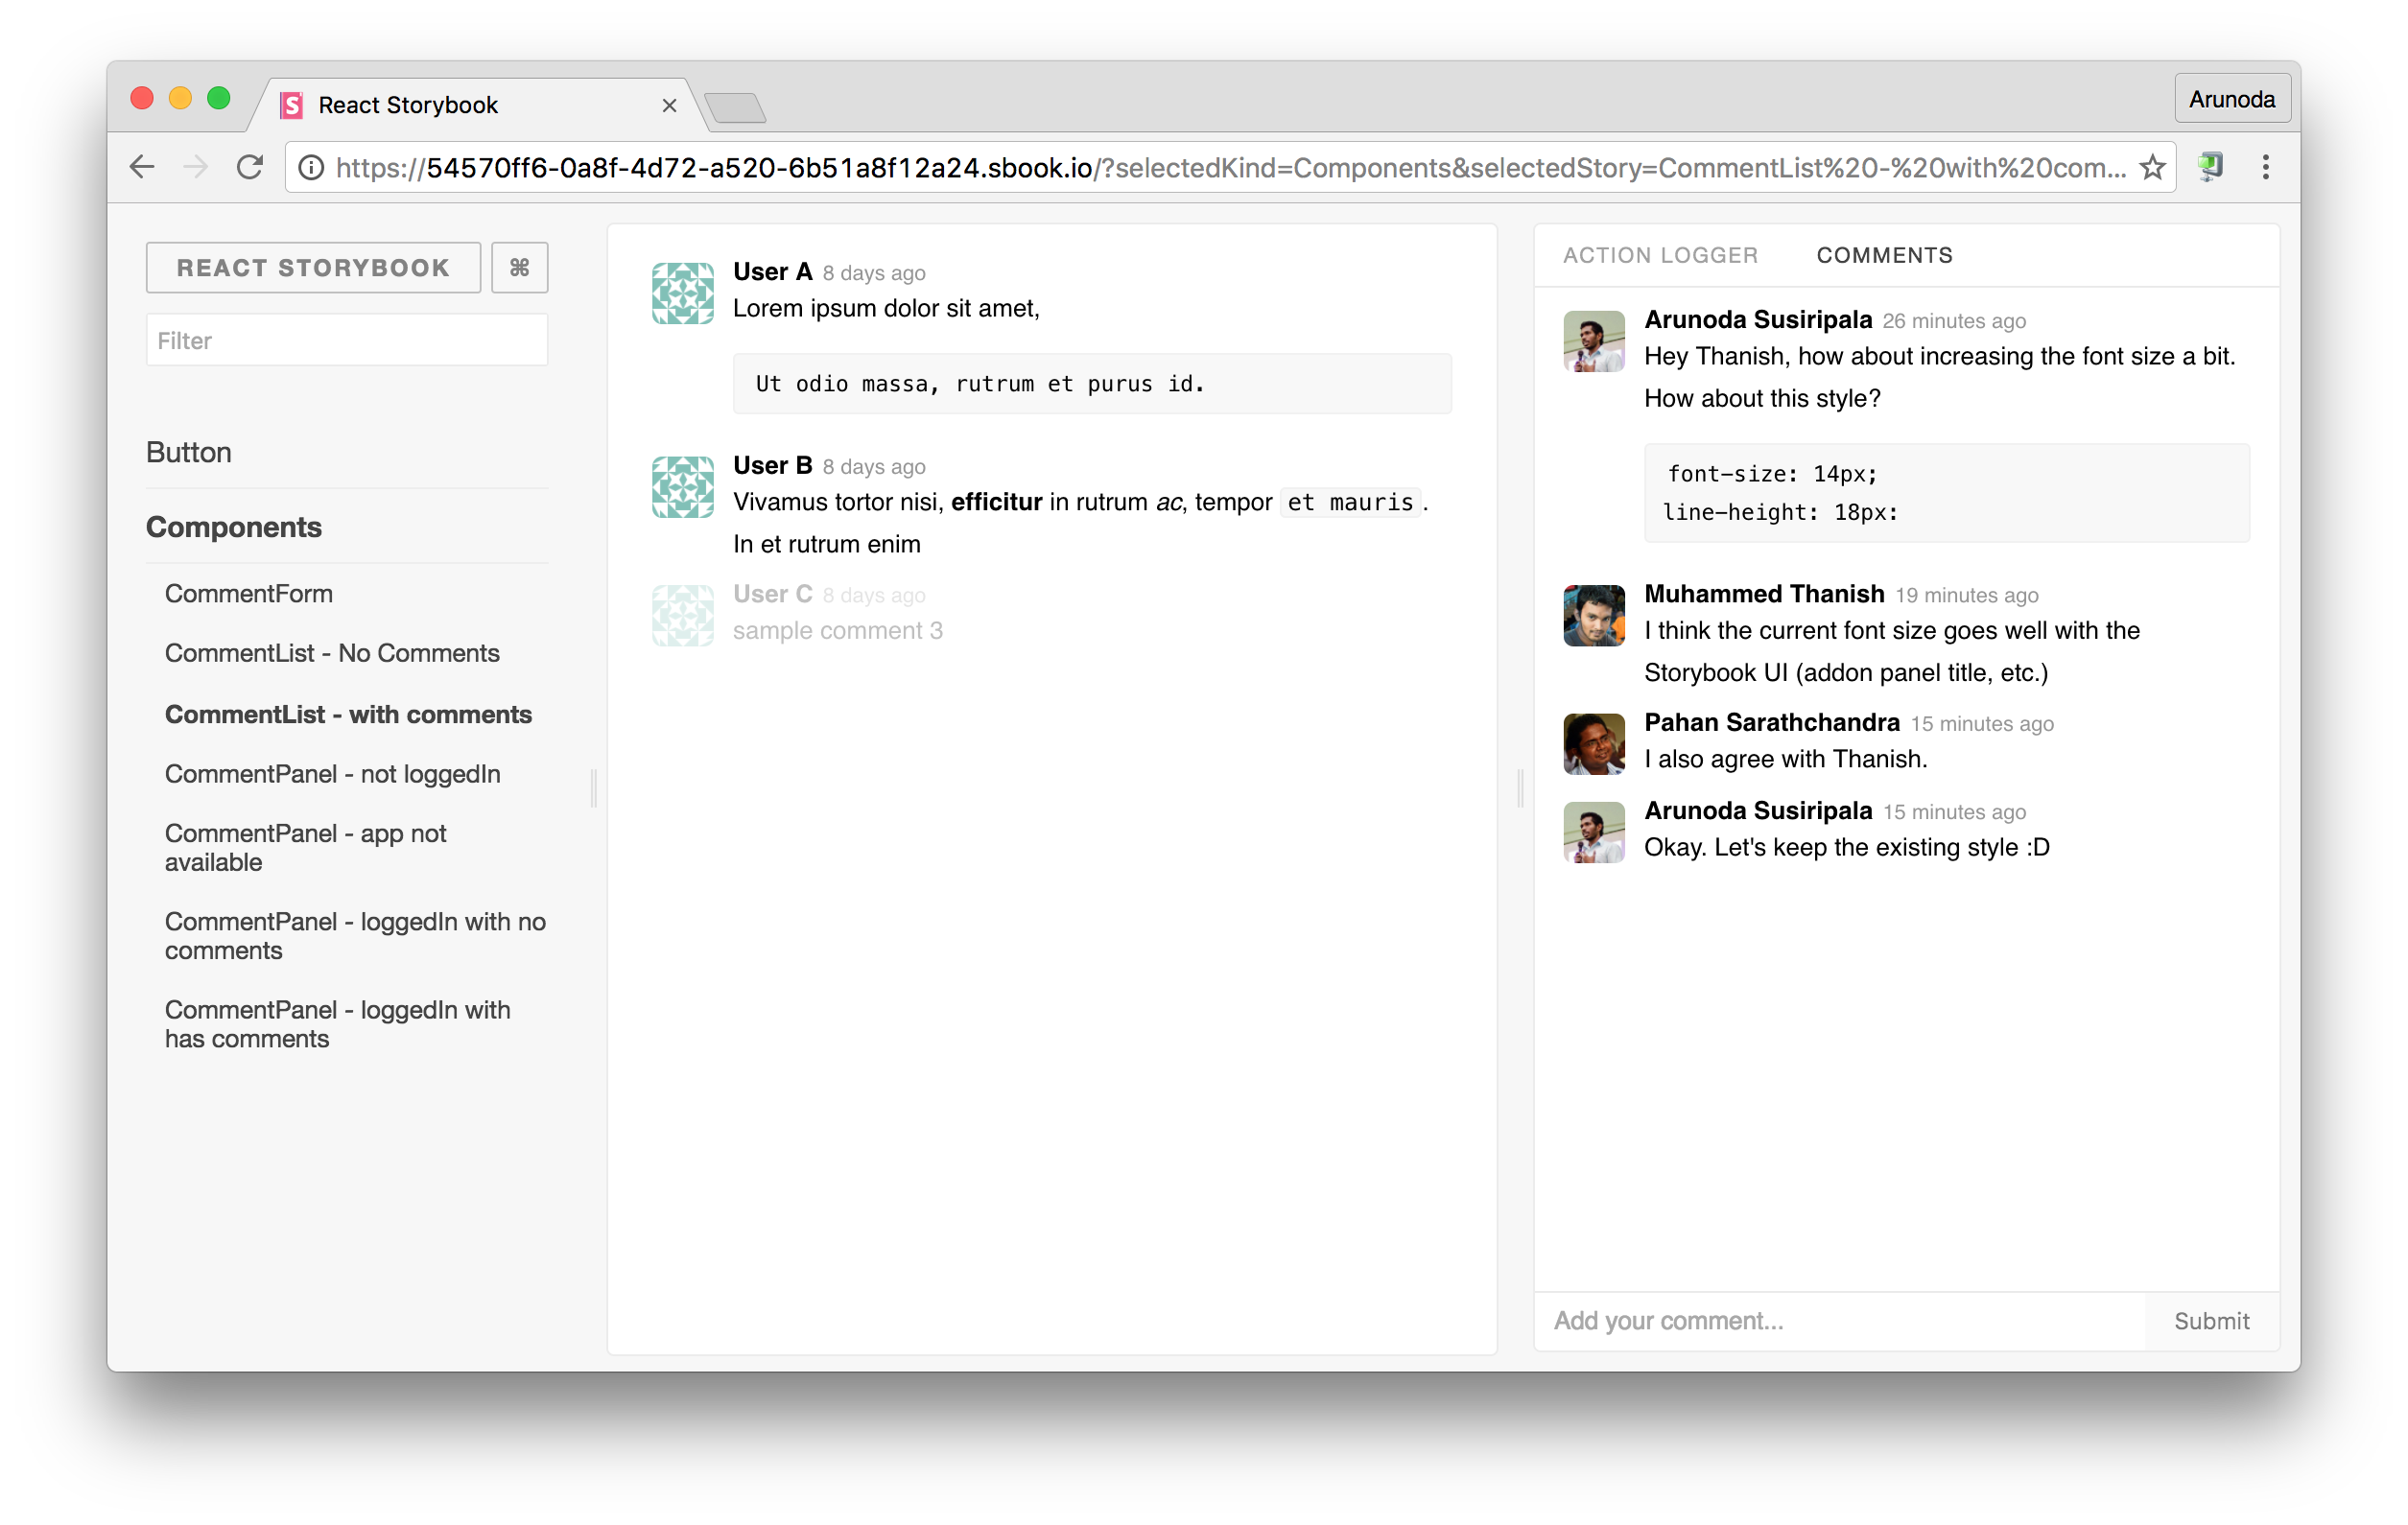 React Storybook
Arunoda
https://54570ff6-0a8f-4d72-a520-6b51a8f12a24.sbook.io/?selectedKind=Components&selectedStory=CommentList%20-%20with%20com...
REACT STORYBOOK ⌘
Filter
Button
Components
CommentForm
CommentList - No Comments
CommentList - with comments
CommentPanel - not loggedIn
CommentPanel - app not
available
CommentPanel - loggedIn with no
comments
CommentPanel - loggedIn with
has comments
User A 8 days ago
Lorem ipsum dolor sit amet,
Ut odio massa, rutrum et purus id.
User B 8 days ago
Vivamus tortor nisi, efficitur in rutrum ac, tempor et mauris.
In et rutrum enim
User C 8 days ago
sample comment 3
ACTION LOGGER COMMENTS
Arunoda Susiripala 26 minutes ago
Hey Thanish, how about increasing the font size a bit.
How about this style?
font-size: 14px;
line-height: 18px:
Muhammed Thanish 19 minutes ago
I think the current font size goes well with the
Storybook UI (addon panel title, etc.)
Pahan Sarathchandra 15 minutes ago
I also agree with Thanish.
Arunoda Susiripala 15 minutes ago
Okay. Let's keep the existing style :D
Add your comment...
Submit